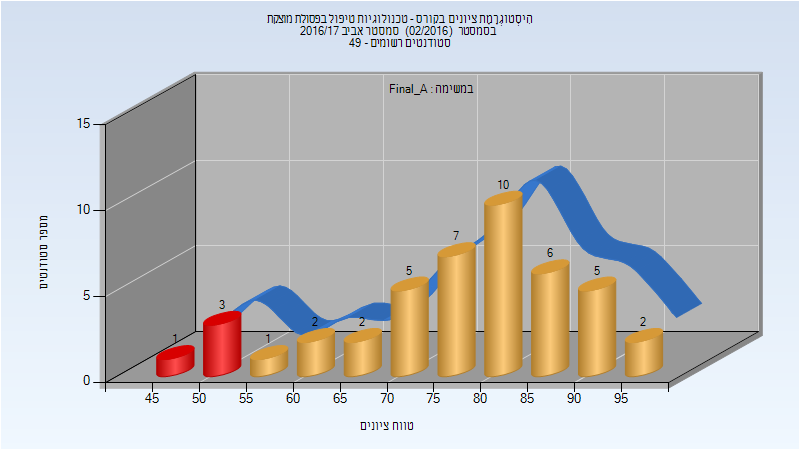 היסטוגרמת ציונים בקורס - טכנולוגיות טיפול בפסולת מוצקת
בסמסטר (02/2016) סמסטר אביב 2016/17
סטודנטים רשומים - 49
במשימה : Final_A
15
10
5
0
מספר סטודנטים
1
3
1
2
2
5
7
10
6
5
2
45 50 55 60 65 70 75 80 85 90 95
טווח ציונים